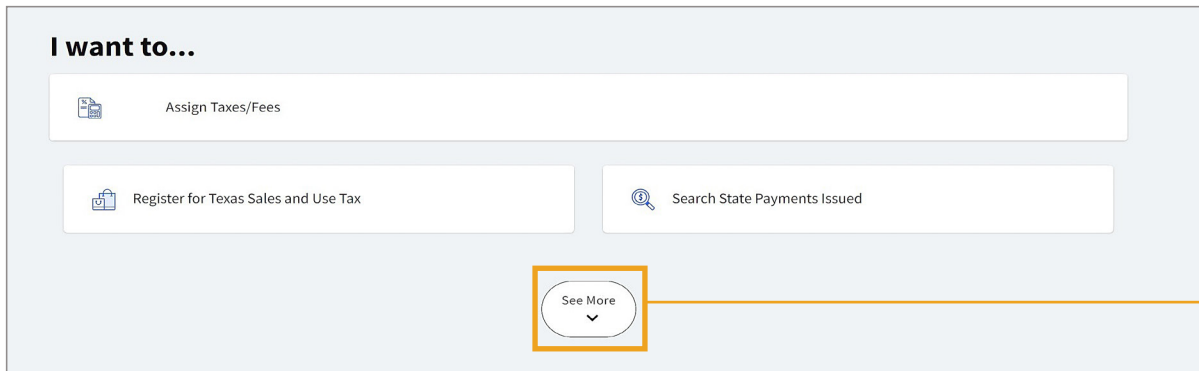 I want to...
Assign Taxes/Fees
Register for Texas Sales and Use Tax
Search State Payments Issued
See More